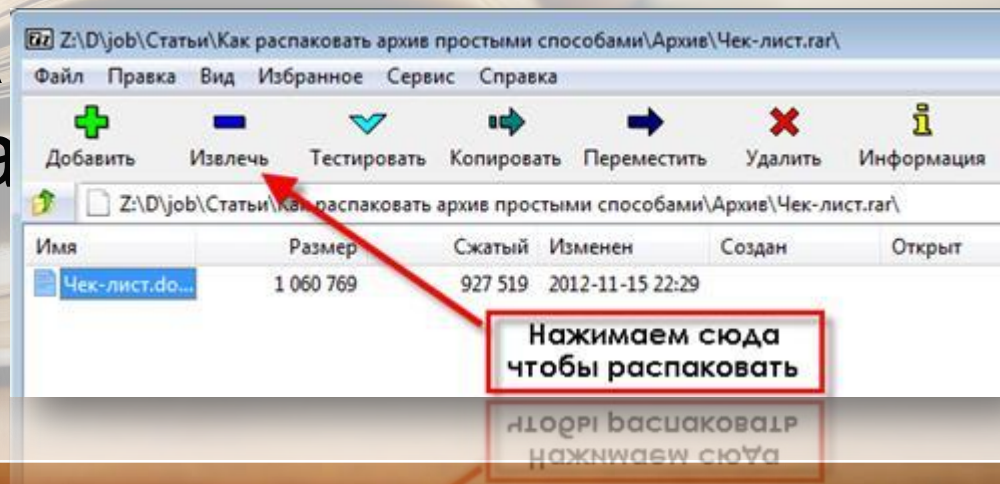 Z:\D\job\Статьи\Как распаковать архив простыми способами\Архив\Чек-лист.rar\
Файл Правка Вид Избранное Сервис Справка
Добавить Извлечь Тестировать Копировать Переместить Удалить Информация
Z:\D\job\Статьи\Как распаковать архив простыми способами\Архив\Чек-лист.rar\
Имя Размер Сжатый Изменен Создан Открыт
Чек-лист.do... 1 060 769 927 519 2012-11-15 22:29
Нажимаем сюда
чтобы распаковать